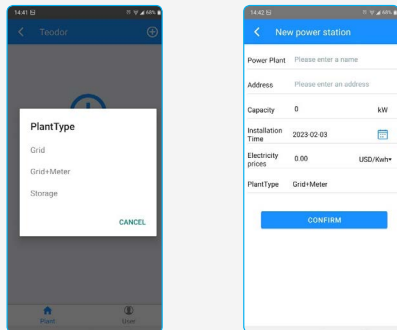 14:41
68%
Teodor
PlantType
Grid
Grid+Meter
Storage
CANCEL
Plant
User
14:42
68%
New power station
Power Plant Please enter a name
Address Please enter an address
Capacity 0 kW
Installation
Time 2023-02-03
Electricity
prices 0.00 USD/Kwh
PlantType Grid+Meter
CONFIRM